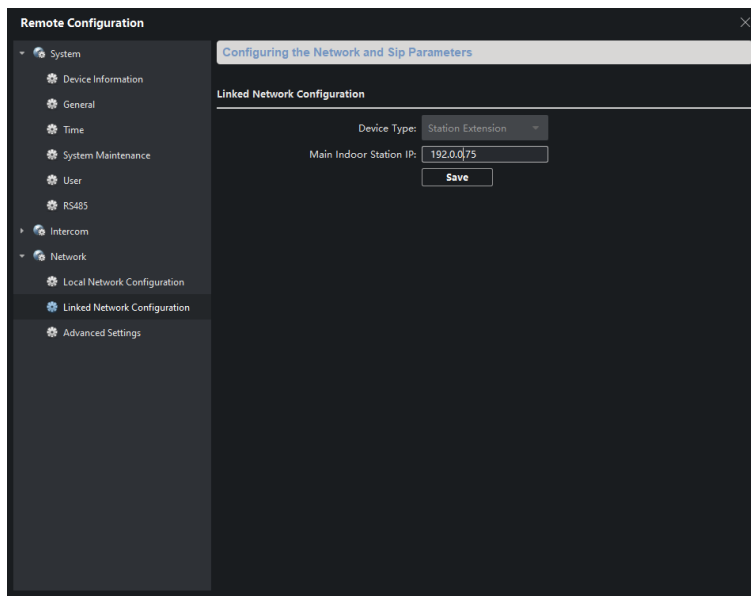 Remote Configuration
System
Device Information
General
Time
System Maintenance
User
RS485
Intercom
Network
Local Network Configuration
Linked Network Configuration
Advanced Settings
Configuring the Network and Sip Parameters
Linked Network Configuration
Device Type: Station Extension
Main Indoor Station IP: 192.0.0.75
Save